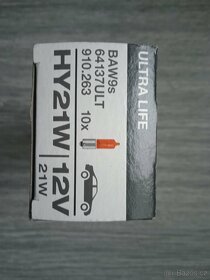 ULTRA LIFE
BAW9s
64137ULT
910.263 10x
HY21W 12V
21W